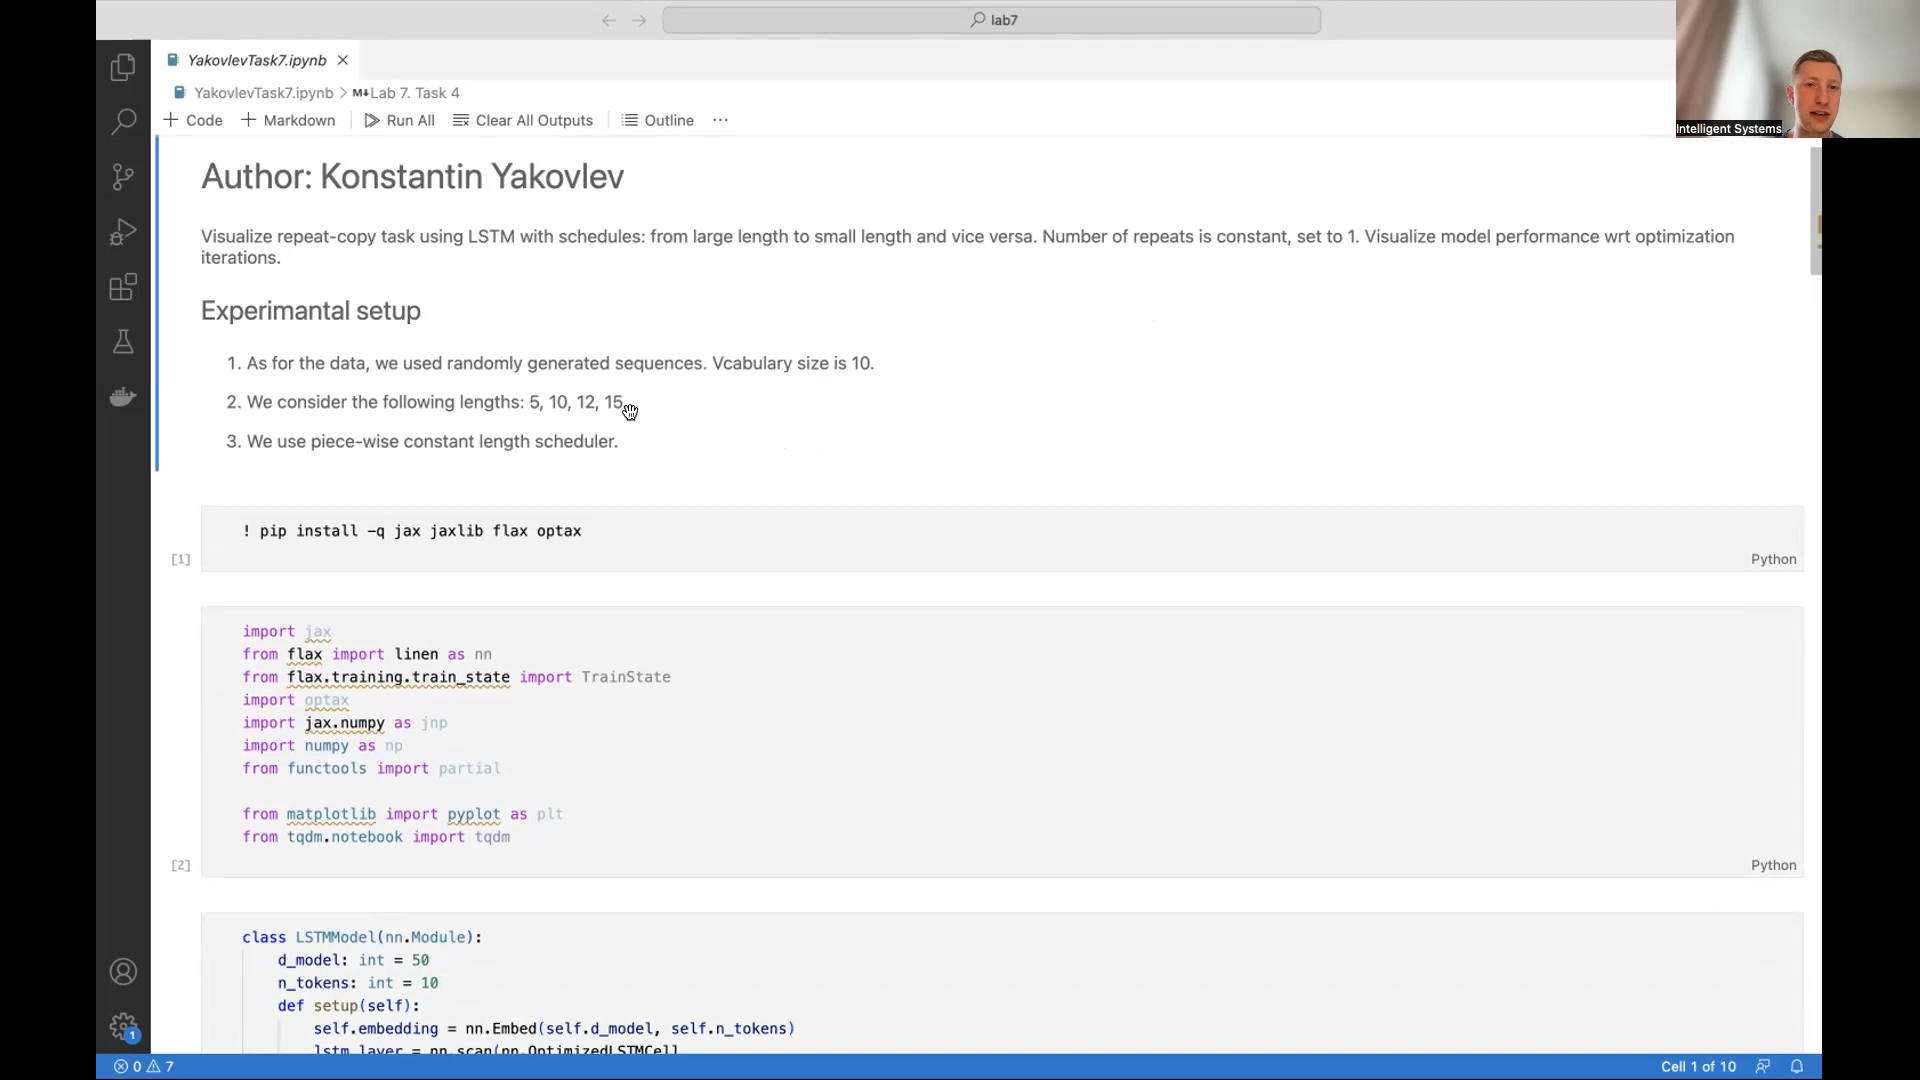 lab7
YakovlevTask7.ipynb
YakovlevTask7.ipynb > M↓Lab 7. Task 4
+ Code + Markdown Run All Clear All Outputs Outline ...
Intelligent Systems
Author: Konstantin Yakovlev
Visualize repeat-copy task using LSTM with schedules: from large length to small length and vice versa. Number of repeats is constant, set to 1. Visualize model performance wrt optimization
iterations.
Experimantal setup
1. As for the data, we used randomly generated sequences. Vcabulary size is 10.
2. We consider the following lengths: 5, 10, 12, 15.
3. We use piece-wise constant length scheduler.
! pip install -q jax jaxlib flax optax
[1]
Python
import jax
from flax import linen as nn
from flax.training.train_state import TrainState
import optax
import jax.numpy as jnp
import numpy as np
from functools import partial
from matplotlib import pyplot as plt
from tqdm.notebook import tqdm
[2]
Python
class LSTMModel(nn.Module):
d_model: int = 50
n_tokens: int = 10
def setup(self):
self.embedding = nn.Embed(self.d_model, self.n_tokens)
lstm_layer = nn.scan(nn.OptimizedLSTMCell
1
0 7
Cell 1 of 10